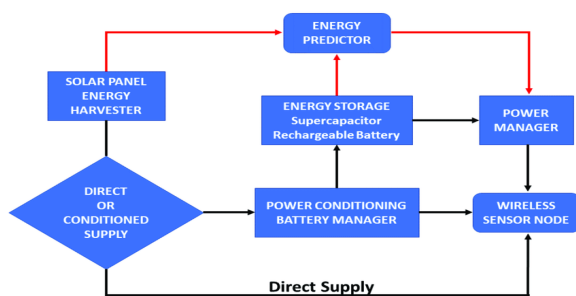 ENERGY
PREDICTOR
SOLAR PANEL
ENERGY
HARVESTER
ENERGY STORAGE
Supercapacitor
Rechargeable Battery
POWER
MANAGER
DIRECT
OR
CONDITIONED
SUPPLY
POWER CONDITIONING
BATTERY MANAGER
WIRELESS
SENSOR NODE
Direct Supply